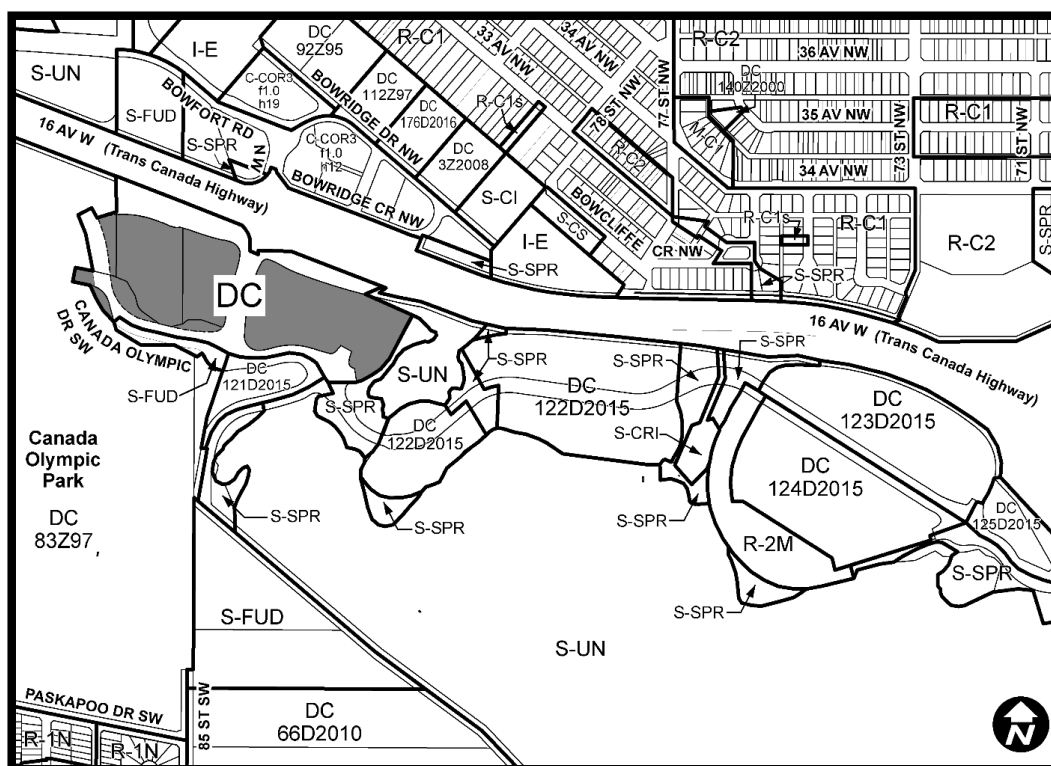 DC
92Z95
R-C1
33 AV NW
34 AV NW
R-C2
36 AV NW
I-E
S-UN
C-COR3
f1.0
h19
BOWRIDGE DR NW
DC
112Z97
R-C1s
78 ST NW
77 ST NW
DC
140Z2000
35 AV NW
R-C1
73 ST NW
71 ST NW
BOWFORT RD
NW
S-FUD
S-SPR
DC
176D2016
C-COR3
f1.0
h12
DC
3Z2008
R-C2
M-C1
34 AV NW
16 AV W (Trans Canada Highway)
BOWRIDGE CR NW
S-CI
S-CS
BOWCLIFFE
CR NW
R-C1s
R-C1
R-C2
S-SPR
I-E
S-SPR
S-SPR
DC
16 AV W (Trans Canada Highway)
CANADA OLYMPIC
DR SW
S-FUD
DC
121D2015
S-SPR
S-UN
S-SPR
DC
122D2015
DC
122D2015
S-SPR
S-SPR
S-CRI
DC
123D2015
Canada
Olympic
Park
DC
83Z97
S-SPR
S-SPR
S-SPR
DC
124D2015
DC
125D2015
R-2M
S-SPR
S-SPR
S-FUD
S-UN
PASKAPOO DR SW
R-1N
R-1N
85 ST SW
DC
66D2010
N